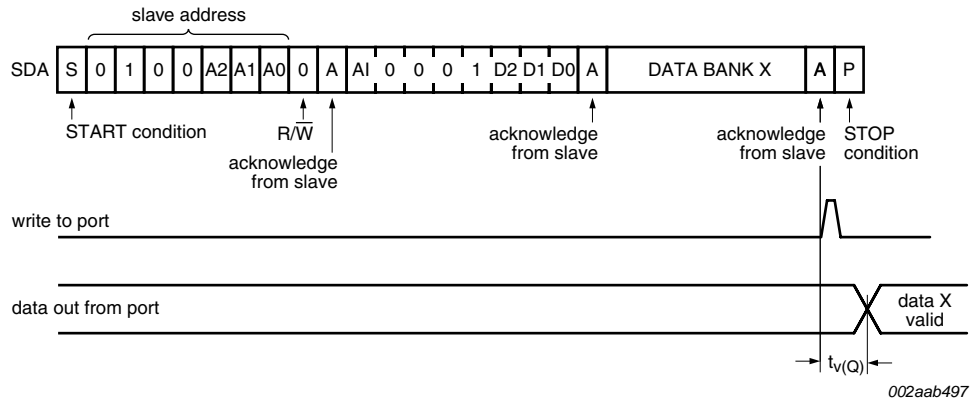 slave address
SDA S 0 1 0 0 A2 A1 A0 0 A AI 0 0 0 1 D2 D1 D0 A DATA BANK X A P
START condition
R/W̅
acknowledge
from slave
acknowledge
from slave
acknowledge
from slave
STOP
condition
write to port
data out from port
data X
valid
tv(Q)
002aab497